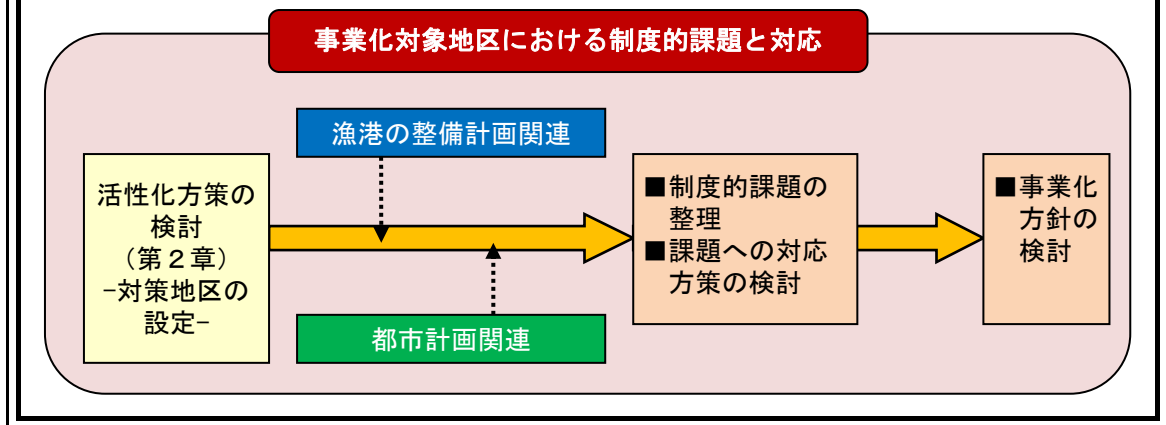 事業化対象地区における制度的課題と対応
漁港の整備計画関連
活性化方策の
検討
（第２章）
−対策地区の
設定−
都市計画関連
■制度的課題の
整理
■課題への対応
方策の検討
■事業化
方針の
検討